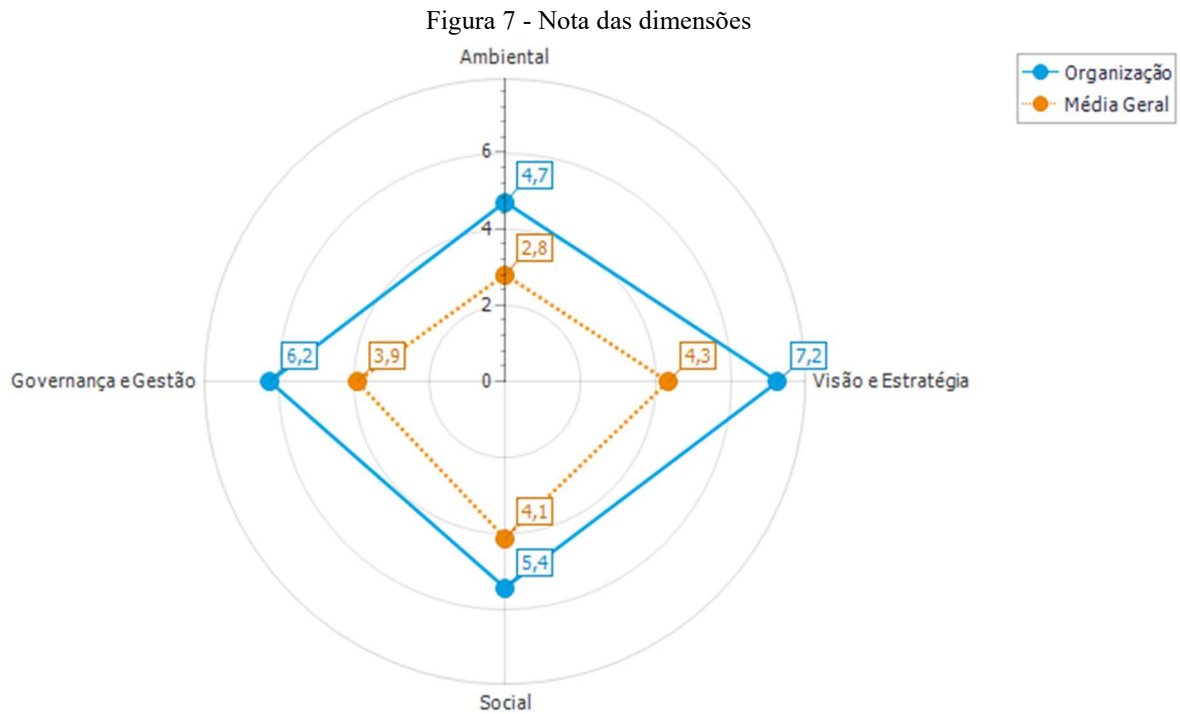 Figura 7 - Nota das dimensões
Ambiental
Organização
Média Geral
6
4,7
4
2,8
2
6,2
3,9
4,3
7,2
Governança e Gestão
0
Visão e Estratégia
4,1
5,4
Social